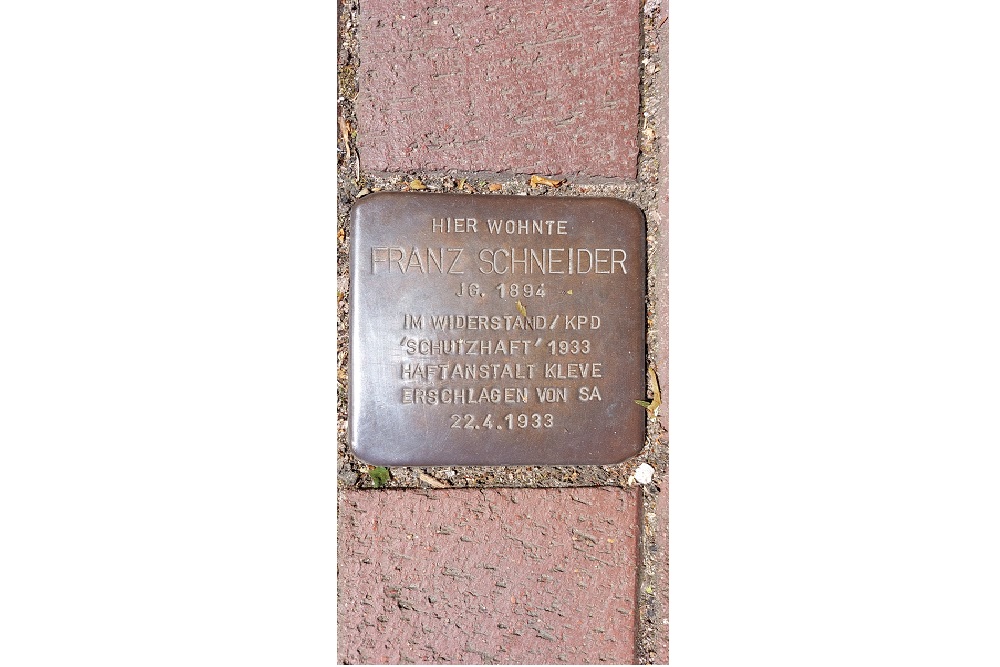 HIER WOHNTE
FRANZ SCHNEIDER
JG. 1894
IM WIDERSTAND/KPD
'SCHUTZHAFT' 1933
HAFTANSTALT KLEVE
ERSCHLAGEN VON SA
22.4.1933